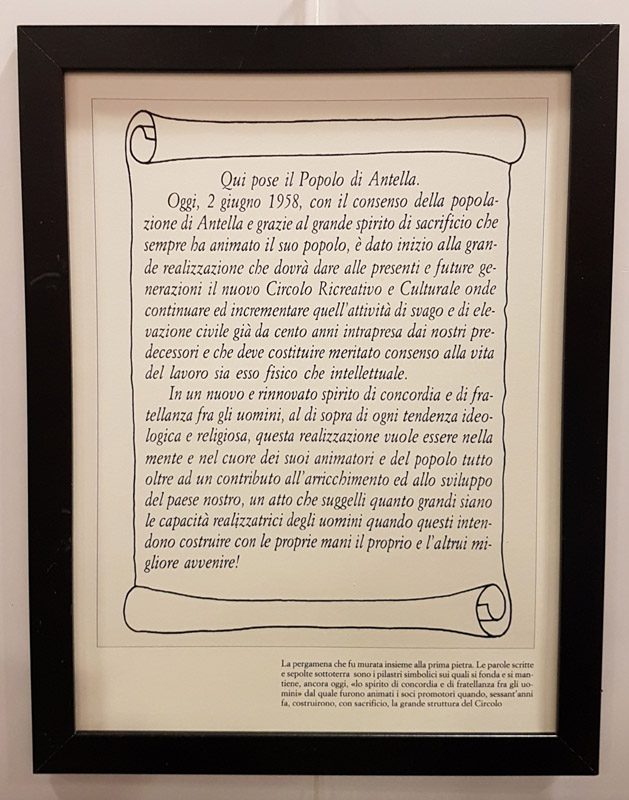 Qui pose il Popolo di Antella.
Oggi, 2 giugno 1958, con il consenso della popola-
zione di Antella e grazie al grande spirito di sacrificio che
sempre ha animato il suo popolo, è dato inizio alla gran-
de realizzazione che dovrà dare alle presenti e future ge-
nerazioni il nuovo Circolo Ricreativo e Culturale onde
continuare ed incrementare quell'attività di svago e di ele-
vazione civile già da cento anni intrapresa dai nostri pre-
decessori e che deve costituire meritato consenso alla vita
del lavoro sia esso fisico che intellettuale.
In un nuovo e rinnovato spirito di concordia e di fra-
tellanza fra gli uomini, al di sopra di ogni tendenza ideo-
logica e religiosa, questa realizzazione vuole essere nella
mente e nel cuore dei suoi animatori e del popolo tutto
oltre ad un contributo all'arricchimento ed allo sviluppo
del paese nostro, un atto che suggelli quanto grandi siano
le capacità realizzatrici degli uomini quando questi inten-
dono costruire con le proprie mani il proprio e l'altrui mi-
gliore avvenire!
La pergamena che fu murata insieme alla prima pietra. Le parole scritte
e sepolte sottoterra sono i pilastri simbolici sui quali si fonda e si man-
tiene, ancora oggi, «lo spirito di concordia e di fratellanza fra gli uo-
mini» dal quale furono animati i soci promotori quando, sessant'anni
fa, costruirono, con sacrificio, la grande struttura del Circolo